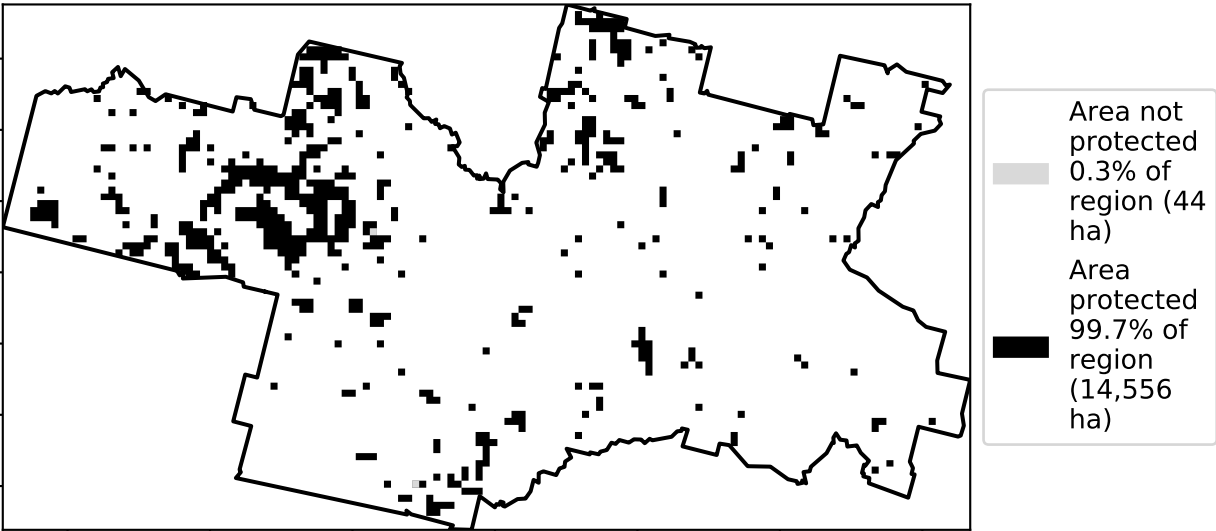 Area not
protected
0.3% of
region (44
ha)
Area
protected
99.7% of
region
(14,556
ha)